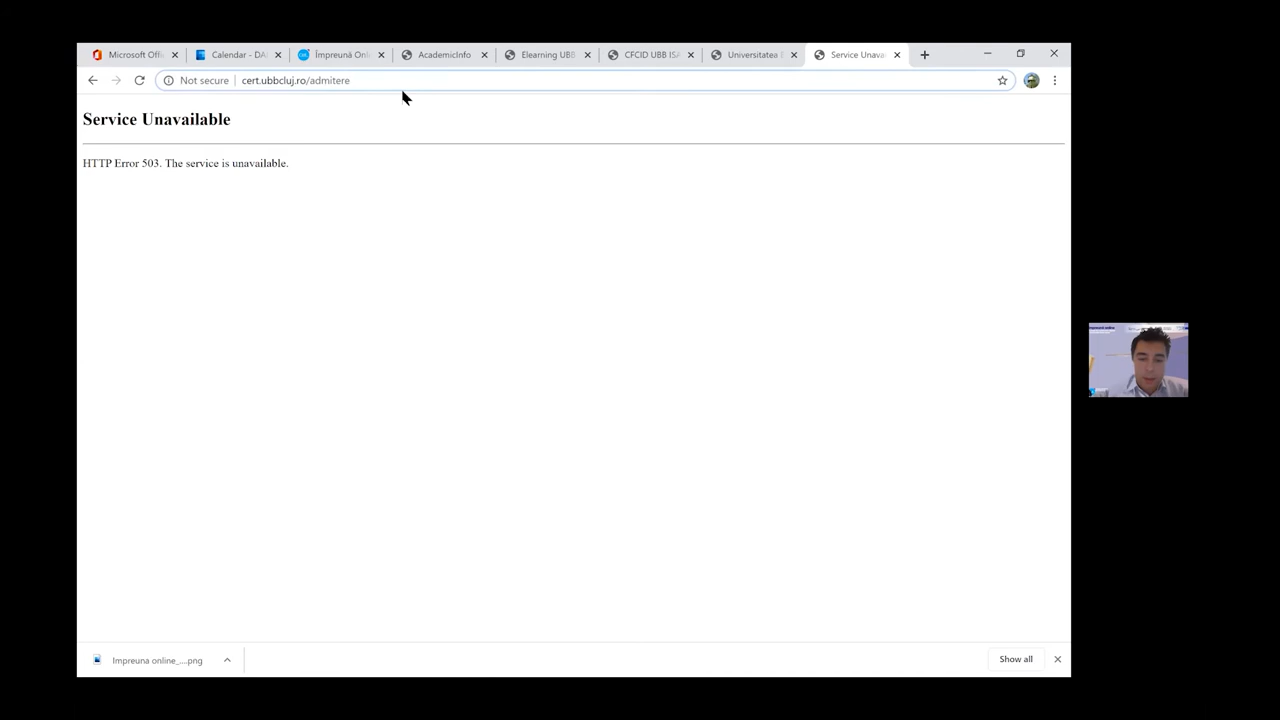 Microsoft Offi
Calendar - DA
Împreună Onl
AcademicInfo
Elearning UBB
CFCID UBB ISA
Universitatea
Service Unava
Not secure
cert.ubbcluj.ro/admitere
Service Unavailable
HTTP Error 503. The service is unavailable.
Impreuna online_....png
Show all